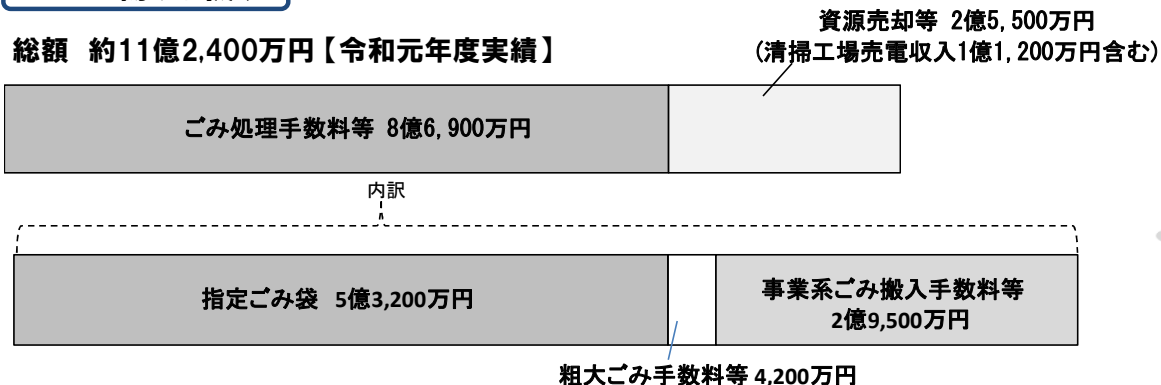 総額 約11億2,400万円【令和元年度実績】
資源売却等 2億5,500万円
(清掃工場売電収入1億1,200万円含む)
ごみ処理手数料等 8億6,900万円
内訳
指定ごみ袋 5億3,200万円
事業系ごみ搬入手数料等
2億9,500万円
粗大ごみ手数料等 4,200万円